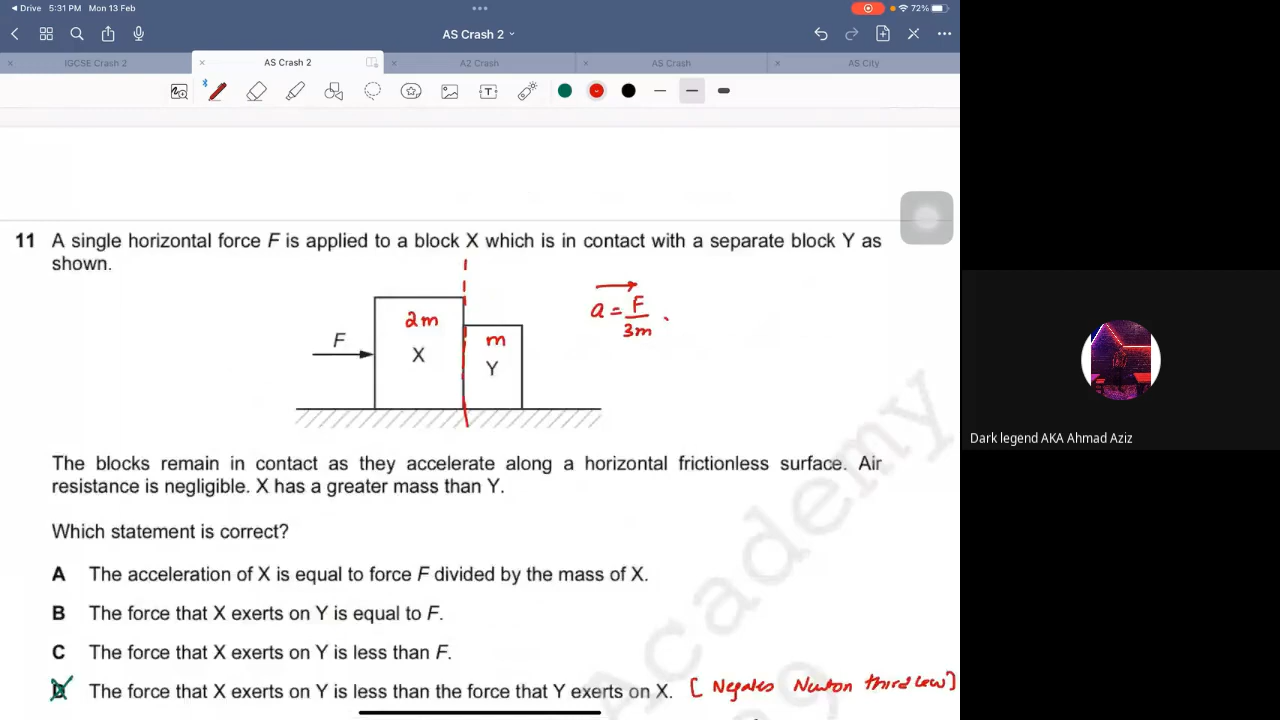 Drive 5:31 PM Mon 13 Feb 72%
AS Crash 2
IGCSE Crash 2 AS Crash 2 A2 Crash AS Crash AS City
11 A single horizontal force F is applied to a block X which is in contact with a separate block Y as
shown.
F
2m
X
m
Y
a = F
3m
The blocks remain in contact as they accelerate along a horizontal frictionless surface. Air
resistance is negligible. X has a greater mass than Y.
Which statement is correct?
A The acceleration of X is equal to force F divided by the mass of X.
B The force that X exerts on Y is equal to F.
C The force that X exerts on Y is less than F.
D The force that X exerts on Y is less than the force that Y exerts on X. [ Negates Newton third law]
Academy
Dark legend AKA Ahmad Aziz